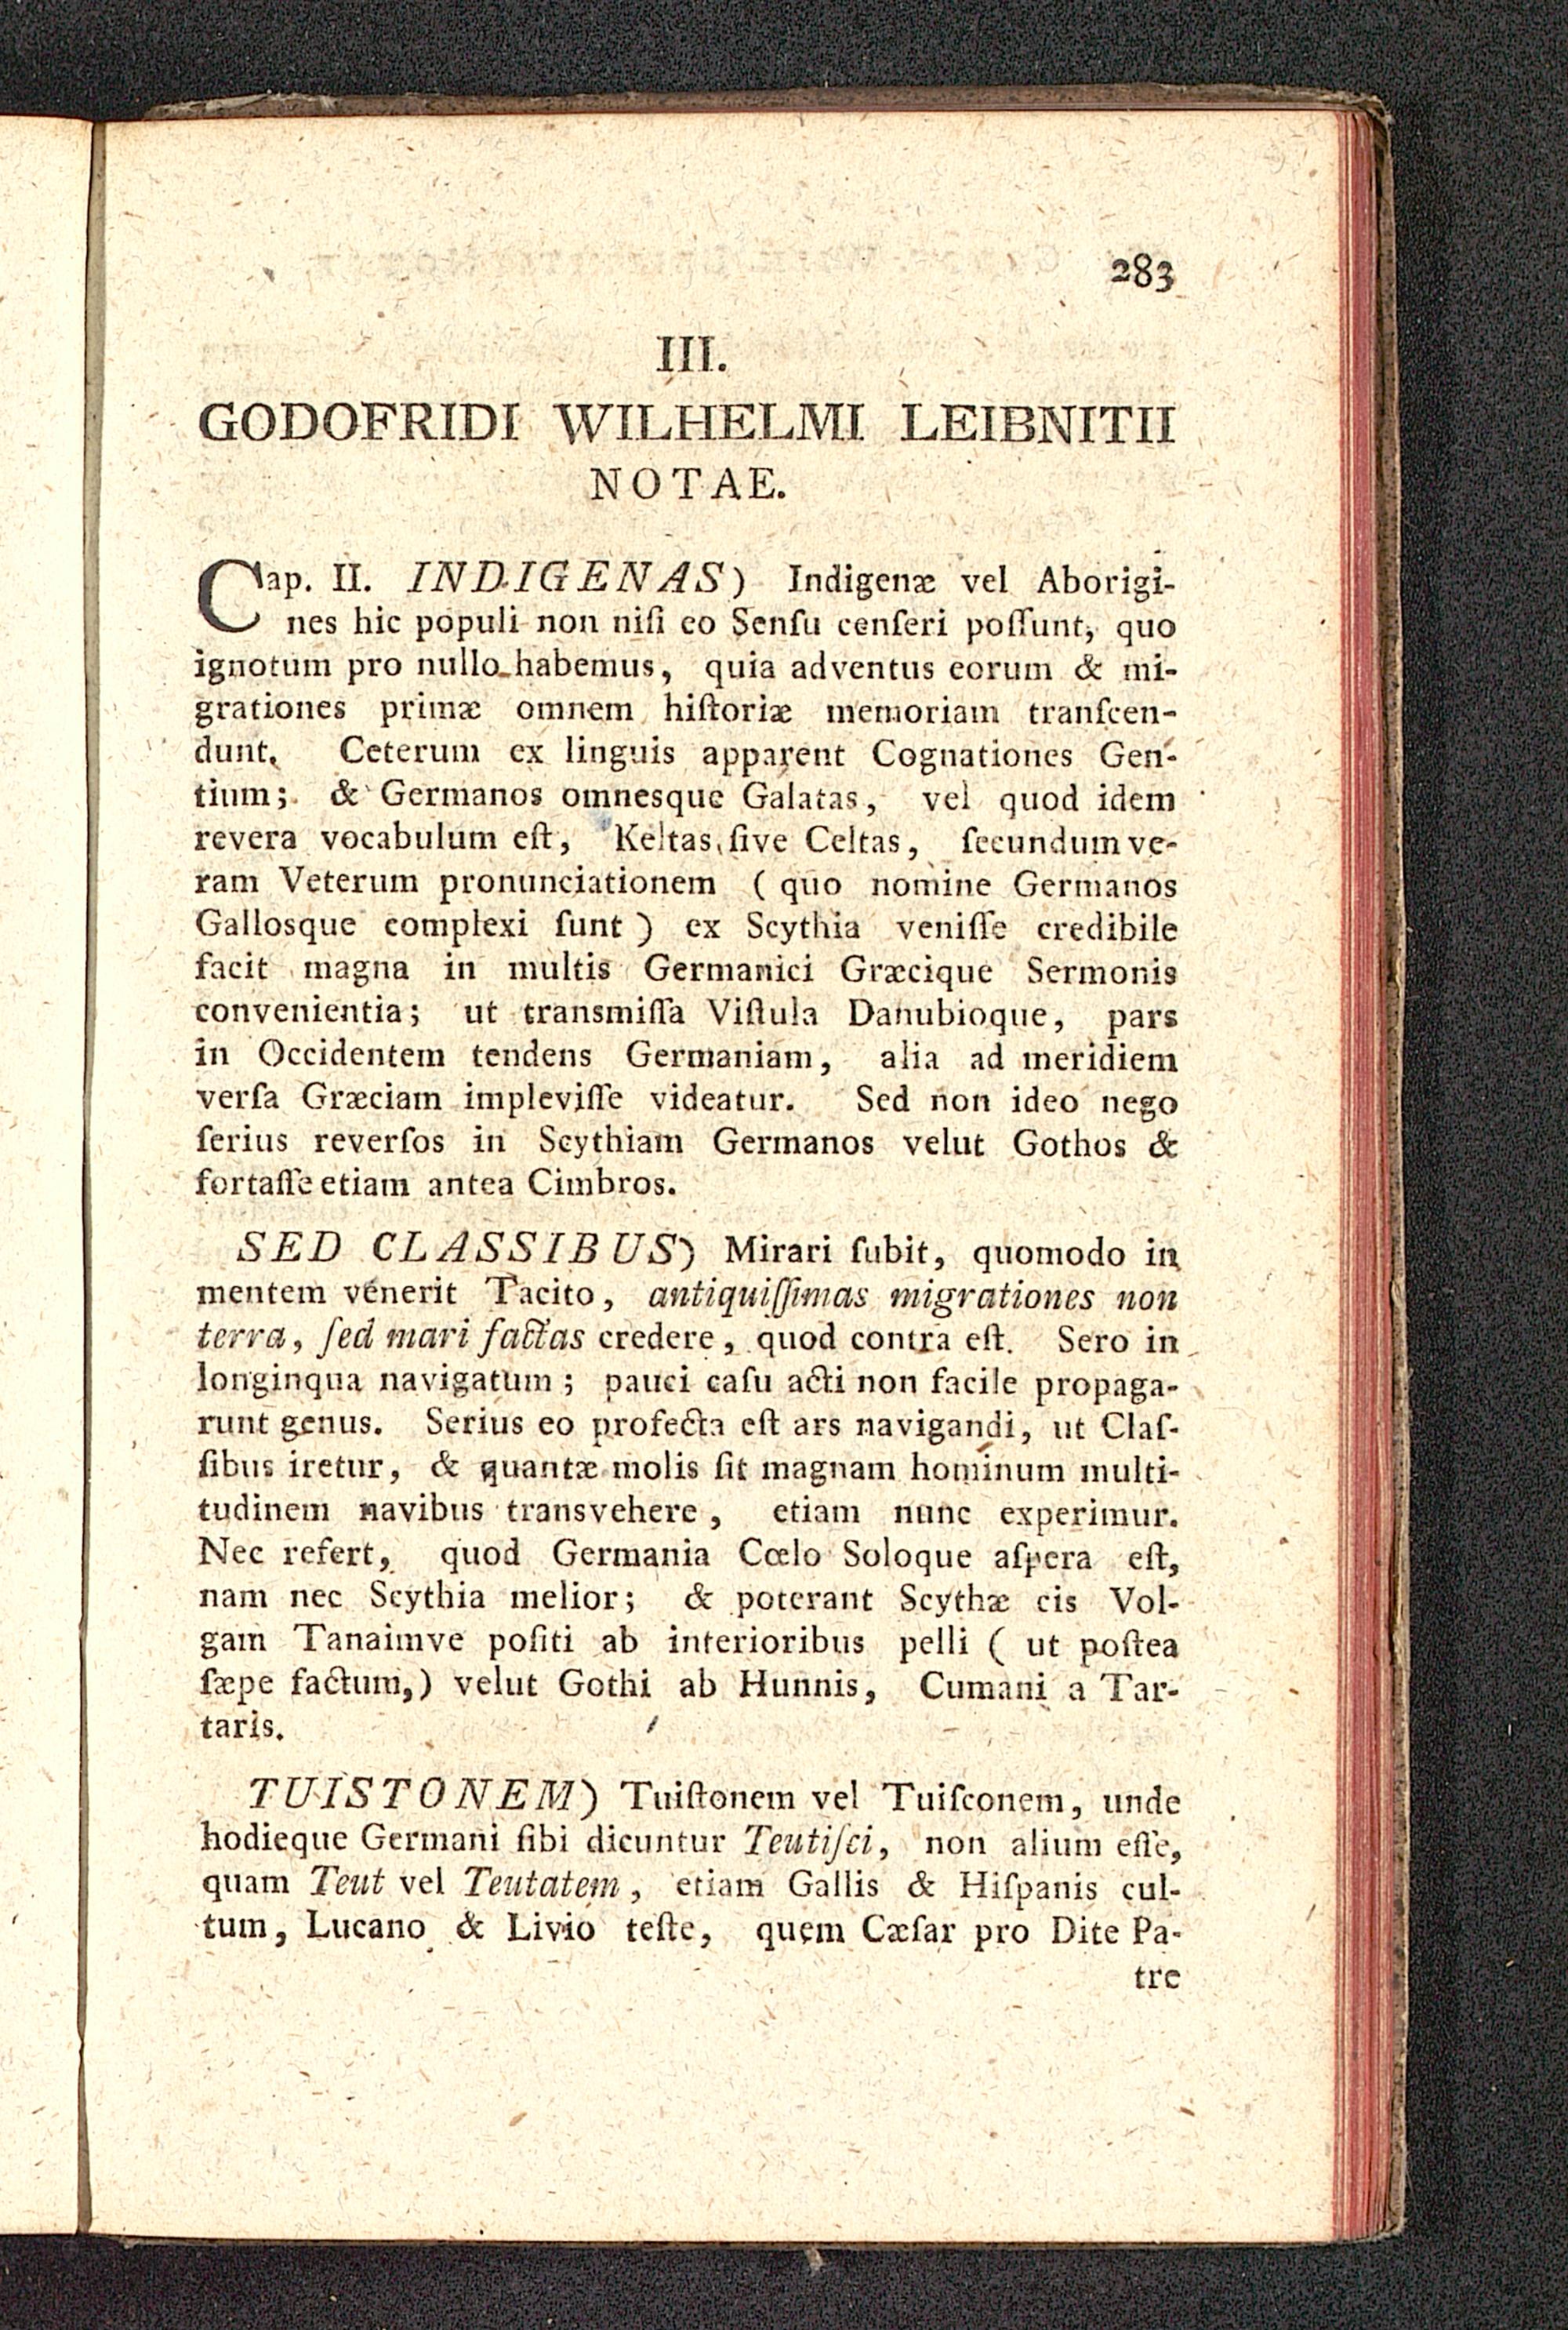 283
III.
GODOFRIDI WILHELMI LEIBNITII
NOTAE.
Cap. II. INDIGENAS) Indigenæ vel Aborigi-
nes hic populi non niſi eo Senſu cenſeri poſſunt, quo
ignotum pro nullo habemus, quia adventus eorum & mi-
grationes primæ omnem hiſtoriæ memoriam tranſcen-
dunt. Ceterum ex linguis apparent Cognationes Gen-
tium; & Germanos omnesque Galatas, vel quod idem
revera vocabulum eſt, Keltas ſive Celtas, ſecundum ve-
ram Veterum pronunciationem ( quo nomine Germanos
Gallosque complexi ſunt ) ex Scythia veniſſe credibile
facit magna in multis Germanici Græcique Sermonis
convenientia; ut transmiſſa Viſtula Danubioque, pars
in Occidentem tendens Germaniam, alia ad meridiem
verſa Græciam impleviſſe videatur. Sed non ideo nego
ſerius reverſos in Scythiam Germanos velut Gothos &
fortaſſe etiam antea Cimbros.
SED CLASSIBUS) Mirari ſubit, quomodo in
mentem venerit Tacito, antiquiſſimas migrationes non
terra, ſed mari factas credere, quod contra eſt. Sero in
longinqua navigatum; pauci caſu acti non facile propaga-
runt genus. Serius eo profecta eſt ars navigandi, ut Claſ-
ſibus iretur, & quantæ molis ſit magnam hominum multi-
tudinem navibus transvehere, etiam nunc experimur.
Nec refert, quod Germania Cœlo Soloque aſpera eſt,
nam nec Scythia melior; & poterant Scythæ cis Vol-
gam Tanaimve poſiti ab interioribus pelli ( ut poſtea
ſæpe factum,) velut Gothi ab Hunnis, Cumani a Tar-
taris.
TUISTONEM) Tuiſtonem vel Tuiſconem, unde
hodieque Germani ſibi dicuntur Teutiſci, non alium eſſe,
quam Teut vel Teutatem, etiam Gallis & Hiſpanis cul-
tum, Lucano & Livio teſte, quem Cæſar pro Dite Pa-
tre